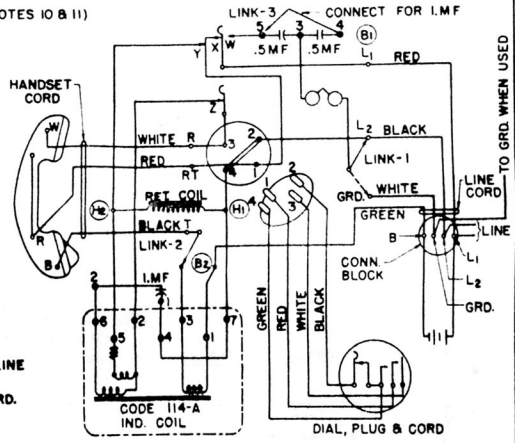 OTES 10 & 11)
LINK-3
CONNECT FOR 1.MF
5 3 4
Y X W
.5MF .5MF
B1
L1
RED
TO GRD. WHEN USED
HANDSET
CORD
Z
W
WHITE R
3 2
L2 BLACK
RED
RT
4 1
LINK-1
RET COIL
H2
H1
GRD.
WHITE
LINE
CORD
R
BLACK T
1 2
4 3
GREEN
B
LINE
B
LINK-2
B2
CONN.
BLOCK
L1
L2
GRD.
2
1.MF
6 5 2 4 3 1 7
GREEN
RED
WHITE
BLACK
INE
CODE 114-A
IND. COIL
RD.
DIAL, PLUG & CORD